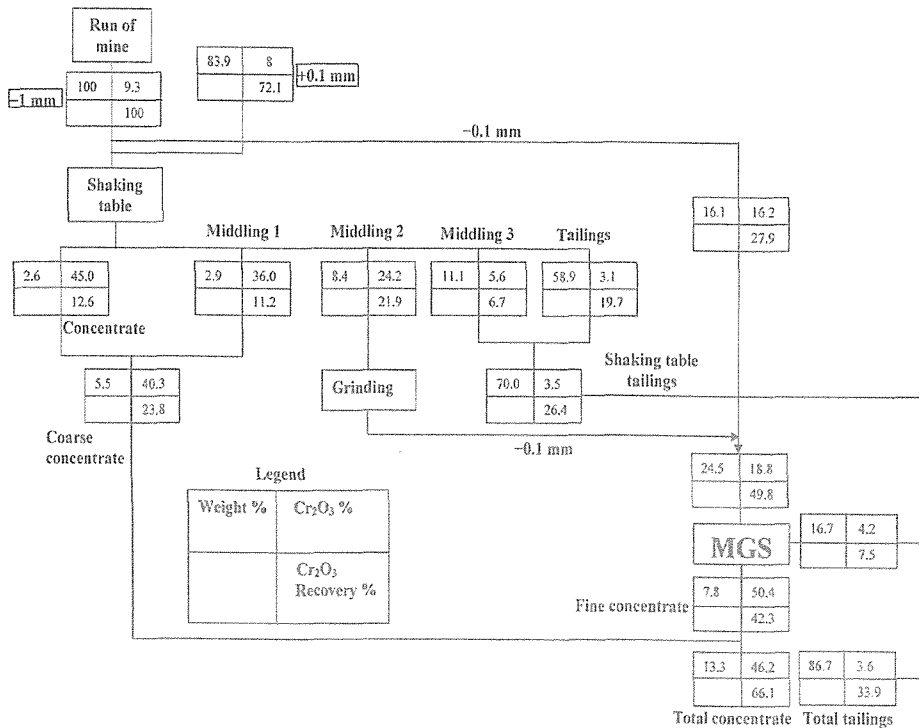 Run of
mine
83.9 8
72.1
+0.1 mm
−1 mm
100 9.3
100
−0.1 mm
Shaking
table
16.1 16.2
27.9
Middling 1 Middling 2 Middling 3 Tailings
2.6 45.0
12.6
2.9 36.0
11.2
8.4 24.2
21.9
11.1 5.6
6.7
58.9 3.1
19.7
Concentrate
5.5 40.3
23.8
Grinding
70.0 3.5
26.4
Shaking table
tailings
Coarse
concentrate
−0.1 mm
Legend
Weight % Cr₂O₃ %
Cr₂O₃
Recovery %
24.5 18.8
49.8
MGS
16.7 4.2
7.5
Fine concentrate
7.8 50.4
42.3
13.3 46.2
66.1
86.7 3.6
33.9
Total concentrate Total tailings